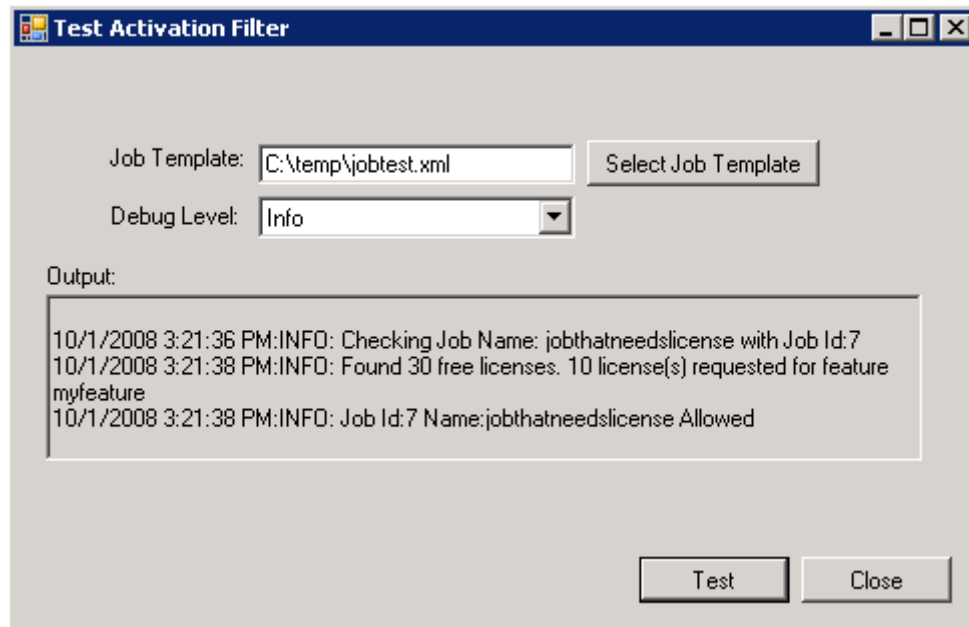 Test Activation Filter
Job Template: C:\temp\jobtest.xml Select Job Template
Debug Level: Info
Output:
10/1/2008 3:21:36 PM:INFO: Checking Job Name: jobthatneedslicense with Job Id:7
10/1/2008 3:21:38 PM:INFO: Found 30 free licenses. 10 license(s) requested for feature
myfeature
10/1/2008 3:21:38 PM:INFO: Job Id:7 Name:jobthatneedslicense Allowed
Test Close